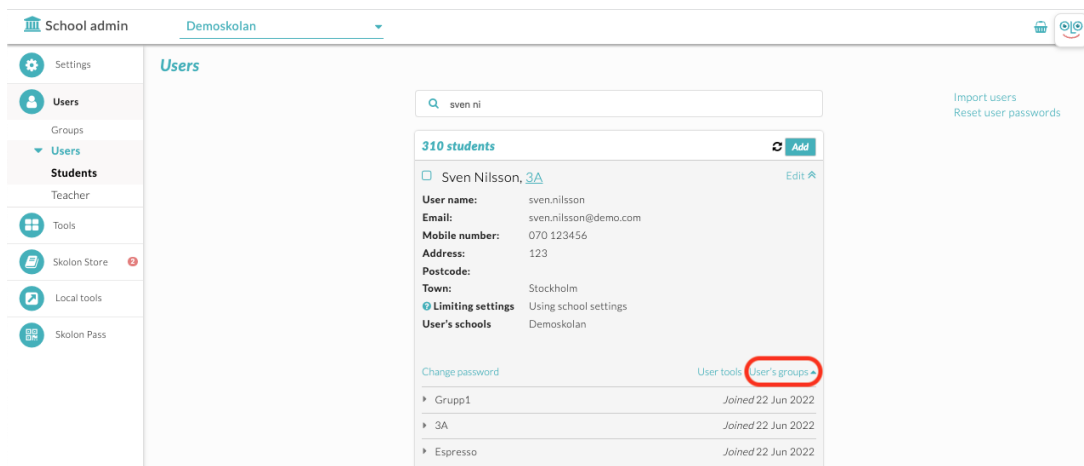 School admin
Demoskolan
Settings
Users
Groups
Users
Students
Teacher
Tools
Skolon Store 2
Local tools
Skolon Pass
Users
sven ni
Import users
Reset user passwords
310 students Add
Sven Nilsson, 3A Edit
User name: sven.nilsson
Email: sven.nilsson@demo.com
Mobile number: 070 123456
Address: 123
Postcode:
Town: Stockholm
? Limiting settings Using school settings
User's schools Demoskolan
Change password User tools User's groups
Grupp1 Joined 22 Jun 2022
3A Joined 22 Jun 2022
Espresso Joined 22 Jun 2022